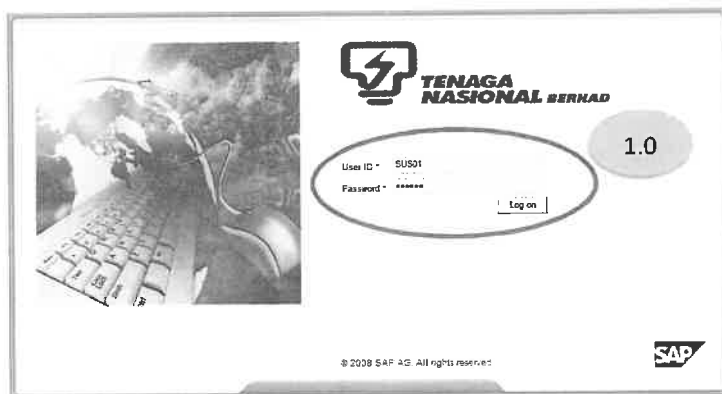 TENAGA
NASIONAL BERHAD
1.0
User ID * SUS01
Password * ••••••
Log on
© 2008 SAP AG. All rights reserved
SAP